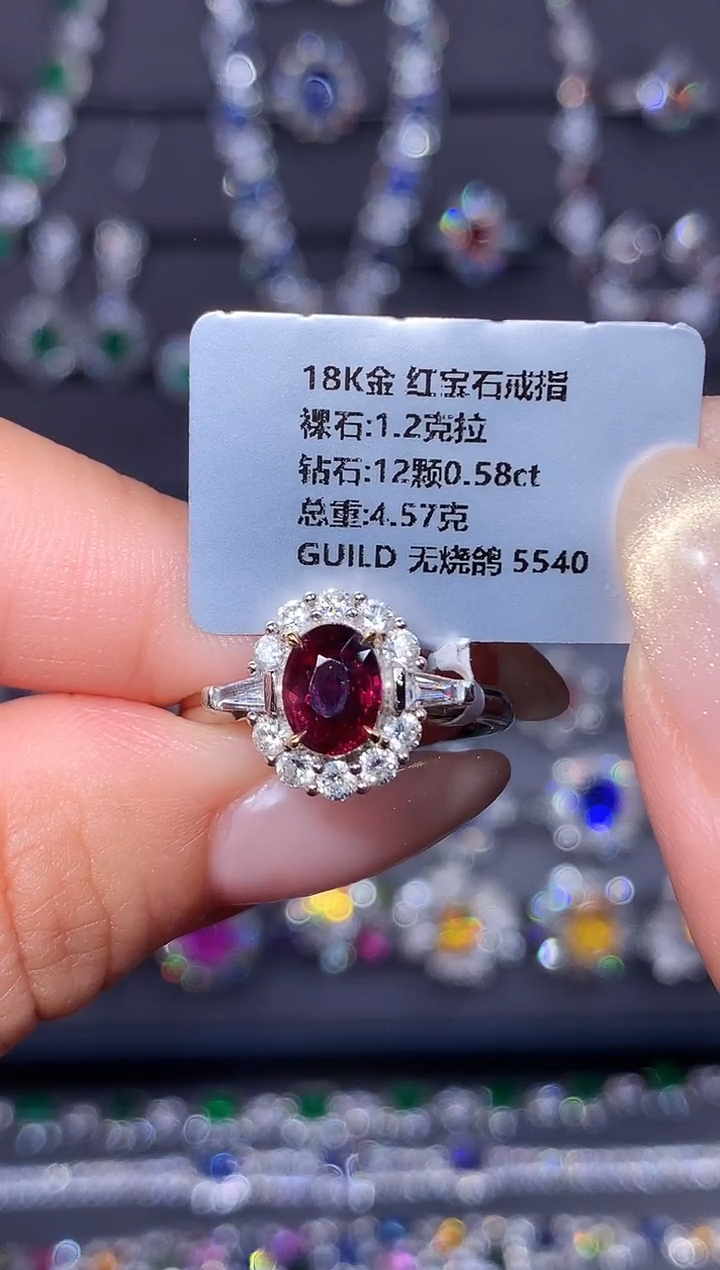 18K金 红宝石戒指
裸石:1.2克拉
钻石:12颗0.58ct
总重:4.57克
GUILD 无烧鸽 5540